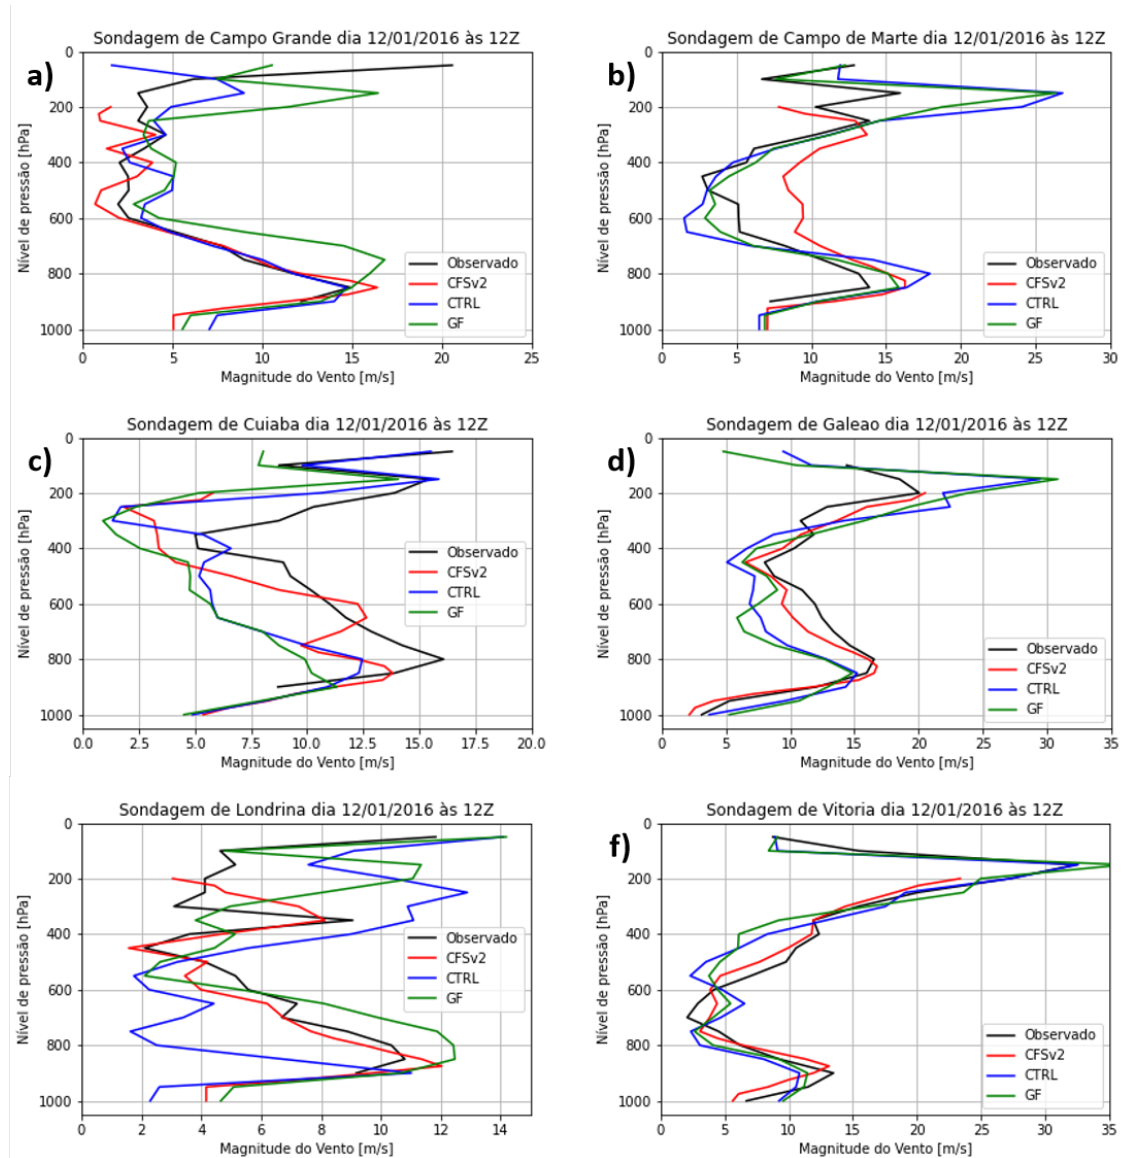 a)
Sondagem de Campo Grande dia 12/01/2016 às 12Z
Nível de pressão [hPa]
0
200
400
600
800
1000
Observado
CFSv2
CTRL
GF
0 5 10 15 20 25
Magnitude do Vento [m/s]
b)
Sondagem de Campo de Marte dia 12/01/2016 às 12Z
Nível de pressão [hPa]
0
200
400
600
800
1000
Observado
CFSv2
CTRL
GF
0 5 10 15 20 25 30
Magnitude do Vento [m/s]
c)
Sondagem de Cuiaba dia 12/01/2016 às 12Z
Nível de pressão [hPa]
0
200
400
600
800
1000
Observado
CFSv2
CTRL
GF
0.0 2.5 5.0 7.5 10.0 12.5 15.0 17.5 20.0
Magnitude do Vento [m/s]
d)
Sondagem de Galeao dia 12/01/2016 às 12Z
Nível de pressão [hPa]
0
200
400
600
800
1000
Observado
CFSv2
CTRL
GF
0 5 10 15 20 25 30 35
Magnitude do Vento [m/s]
Sondagem de Londrina dia 12/01/2016 às 12Z
Nível de pressão [hPa]
0
200
400
600
800
1000
Observado
CFSv2
CTRL
GF
0 2 4 6 8 10 12 14
Magnitude do Vento [m/s]
f)
Sondagem de Vitoria dia 12/01/2016 às 12Z
Nível de pressão [hPa]
0
200
400
600
800
1000
Observado
CFSv2
CTRL
GF
0 5 10 15 20 25 30 35
Magnitude do Vento [m/s]